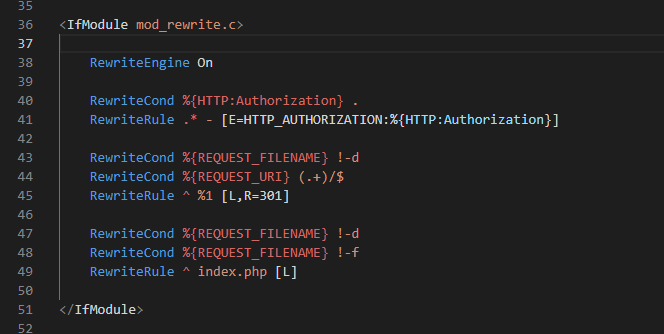 35
36 <IfModule mod_rewrite.c>
37
38 RewriteEngine On
39
40 RewriteCond %{HTTP:Authorization} .
41 RewriteRule .* - [E=HTTP_AUTHORIZATION:%{HTTP:Authorization}]
42
43 RewriteCond %{REQUEST_FILENAME} !-d
44 RewriteCond %{REQUEST_URI} (.+)/$
45 RewriteRule ^ %1 [L,R=301]
46
47 RewriteCond %{REQUEST_FILENAME} !-d
48 RewriteCond %{REQUEST_FILENAME} !-f
49 RewriteRule ^ index.php [L]
50
51 </IfModule>
52